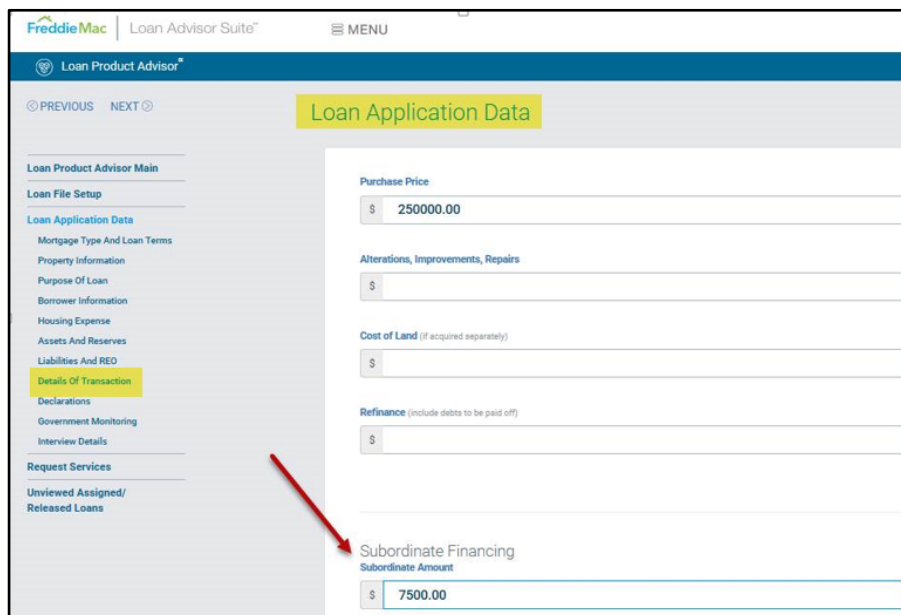 FreddieMac Loan Advisor Suite℠ MENU
Loan Product Advisor®
PREVIOUS NEXT
Loan Application Data
Loan Product Advisor Main
Loan File Setup
Loan Application Data
Mortgage Type And Loan Terms
Property Information
Purpose Of Loan
Borrower Information
Housing Expense
Assets And Reserves
Liabilities And REO
Details Of Transaction
Declarations
Government Monitoring
Interview Details
Request Services
Unviewed Assigned/
Released Loans
Purchase Price
$ 250000.00
Alterations, Improvements, Repairs
$
Cost of Land (if acquired separately)
$
Refinance (include debts to be paid off)
$
Subordinate Financing
Subordinate Amount
$ 7500.00